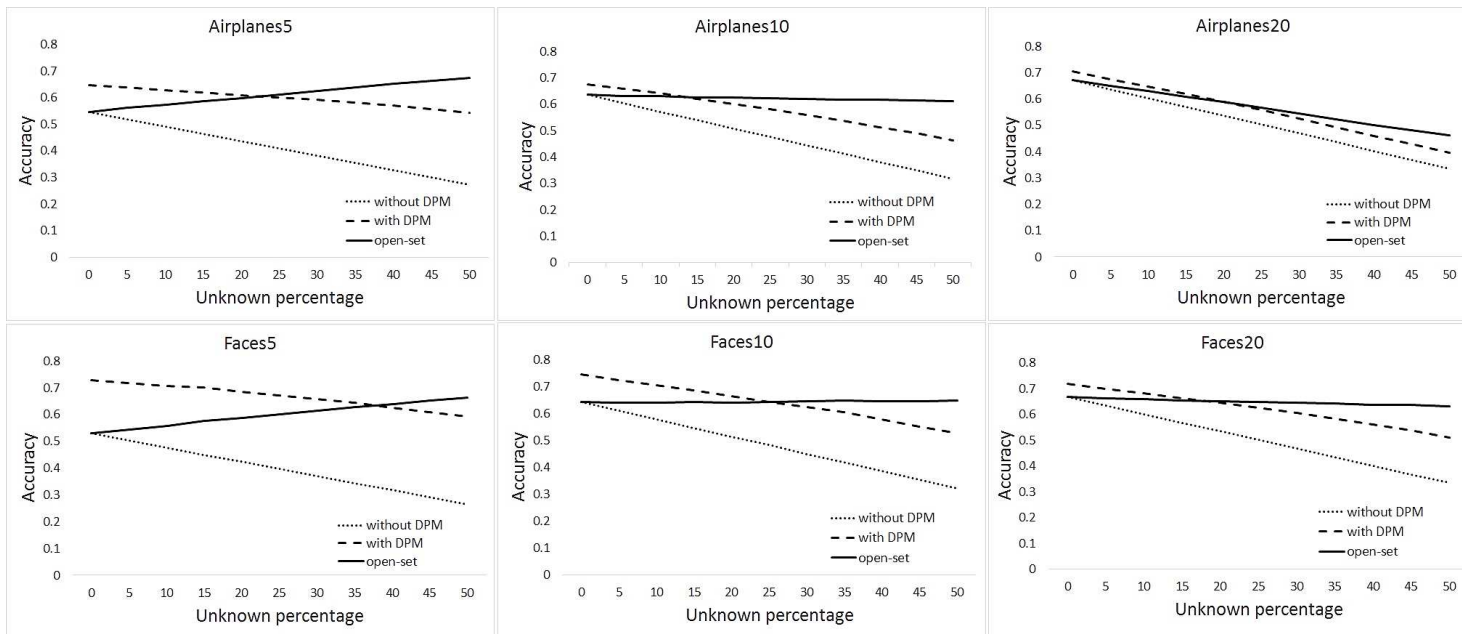 Airplanes5
0.8
0.7
0.6
0.5
0.4
0.3
0.2
0.1
0
Accuracy
without DPM
with DPM
open-set
0 5 10 15 20 25 30 35 40 45 50
Unknown percentage
Airplanes10
0.8
0.7
0.6
0.5
0.4
0.3
0.2
0.1
0
Accuracy
without DPM
with DPM
open-set
0 5 10 15 20 25 30 35 40 45 50
Unknown percentage
Airplanes20
0.8
0.7
0.6
0.5
0.4
0.3
0.2
0.1
0
Accuracy
without DPM
with DPM
open-set
0 5 10 15 20 25 30 35 40 45 50
Unknown percentage
Faces5
0.8
0.7
0.6
0.5
0.4
0.3
0.2
0.1
0
Accuracy
without DPM
with DPM
open-set
0 5 10 15 20 25 30 35 40 45 50
Unknown percentage
Faces10
0.8
0.7
0.6
0.5
0.4
0.3
0.2
0.1
0
Accuracy
without DPM
with DPM
open-set
0 5 10 15 20 25 30 35 40 45 50
Unknown percentage
Faces20
0.8
0.7
0.6
0.5
0.4
0.3
0.2
0.1
0
Accuracy
without DPM
with DPM
open-set
0 5 10 15 20 25 30 35 40 45 50
Unknown percentage